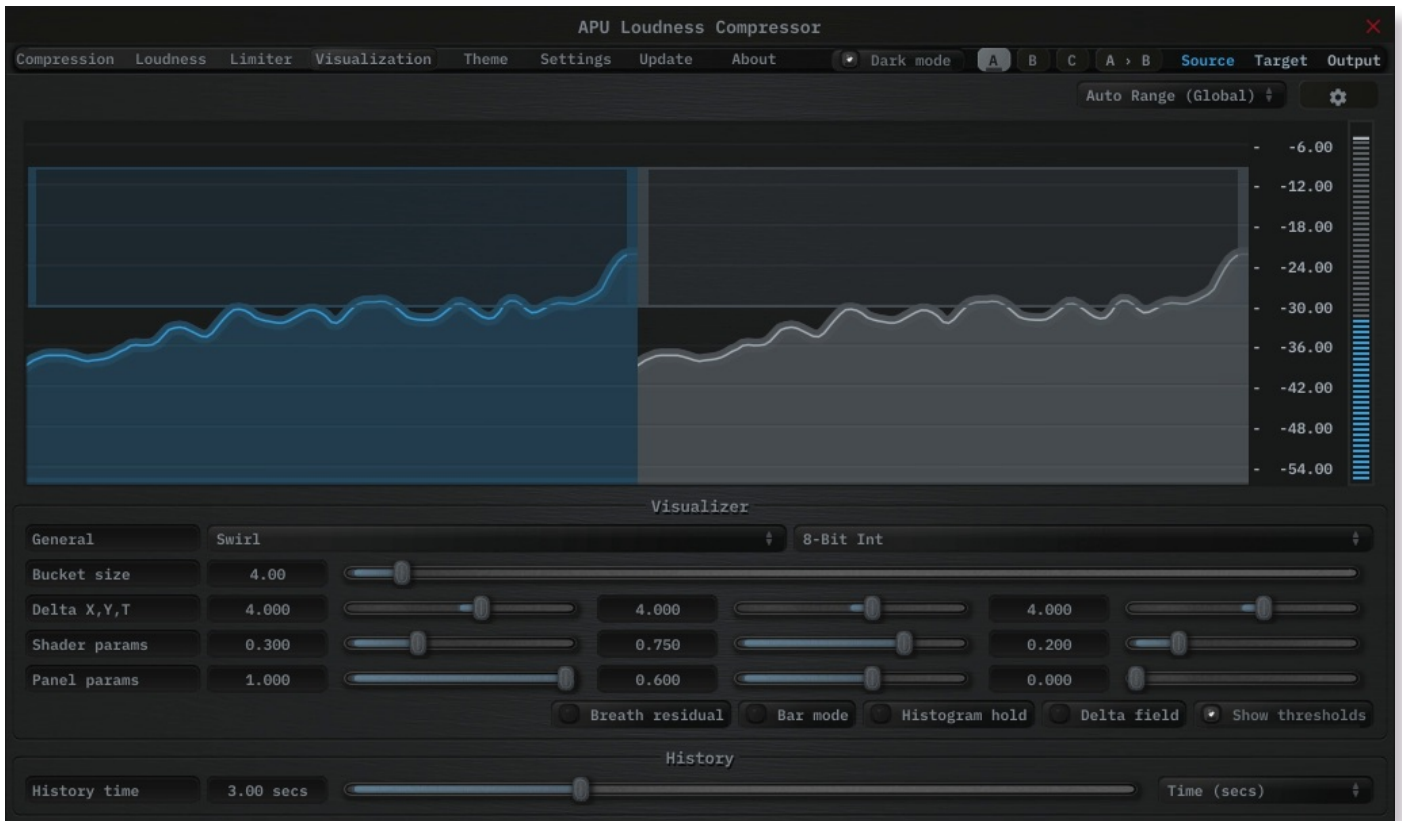 APU Loudness Compressor
Compression Loudness Limiter Visualization Theme Settings Update About Dark mode A B C A › B Source Target Output
Auto Range (Global)
- -6.00
- -12.00
- -18.00
- -24.00
- -30.00
- -36.00
- -42.00
- -48.00
- -54.00
Visualizer
General Swirl 8-Bit Int
Bucket size 4.00
Delta X,Y,T 4.000 4.000 4.000
Shader params 0.300 0.750 0.200
Panel params 1.000 0.600 0.000
Breath residual Bar mode Histogram hold Delta field Show thresholds
History
History time 3.00 secs Time (secs)